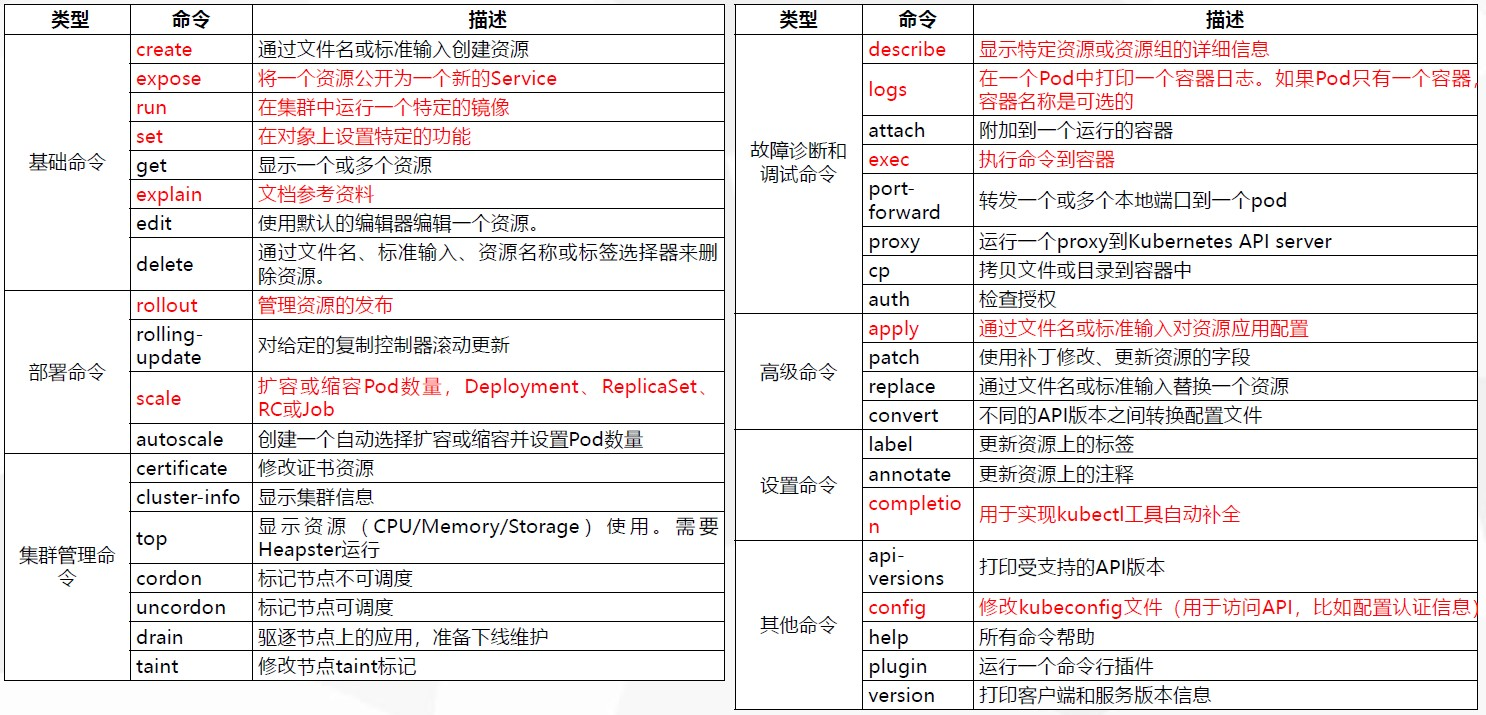 类型 命令 描述
基础命令
create 通过文件名或标准输入创建资源
expose 将一个资源公开为一个新的Service
run 在集群中运行一个特定的镜像
set 在对象上设置特定的功能
get 显示一个或多个资源
explain 文档参考资料
edit 使用默认的编辑器编辑一个资源。
delete 通过文件名、标准输入、资源名称或标签选择器来删
除资源。
部署命令
rollout 管理资源的发布
rolling-
update 对给定的复制控制器滚动更新
scale 扩容或缩容Pod数量，Deployment、ReplicaSet、
RC或Job
autoscale 创建一个自动选择扩容或缩容并设置Pod数量
集群管理命
令
certificate 修改证书资源
cluster-info 显示集群信息
top 显示资源（CPU/Memory/Storage）使用。需要
Heapster运行
cordon 标记节点不可调度
uncordon 标记节点可调度
drain 驱逐节点上的应用，准备下线维护
taint 修改节点taint标记
类型 命令 描述
故障诊断和
调试命令
describe 显示特定资源或资源组的详细信息
logs 在一个Pod中打印一个容器日志。如果Pod只有一个容器，
容器名称是可选的
attach 附加到一个运行的容器
exec 执行命令到容器
port-
forward 转发一个或多个本地端口到一个pod
proxy 运行一个proxy到Kubernetes API server
cp 拷贝文件或目录到容器中
auth 检查授权
高级命令
apply 通过文件名或标准输入对资源应用配置
patch 使用补丁修改、更新资源的字段
replace 通过文件名或标准输入替换一个资源
convert 不同的API版本之间转换配置文件
设置命令
label 更新资源上的标签
annotate 更新资源上的注释
completio
n 用于实现kubectl工具自动补全
其他命令
api-
versions 打印受支持的API版本
config 修改kubeconfig文件（用于访问API，比如配置认证信息）
help 所有命令帮助
plugin 运行一个命令行插件
version 打印客户端和服务版本信息